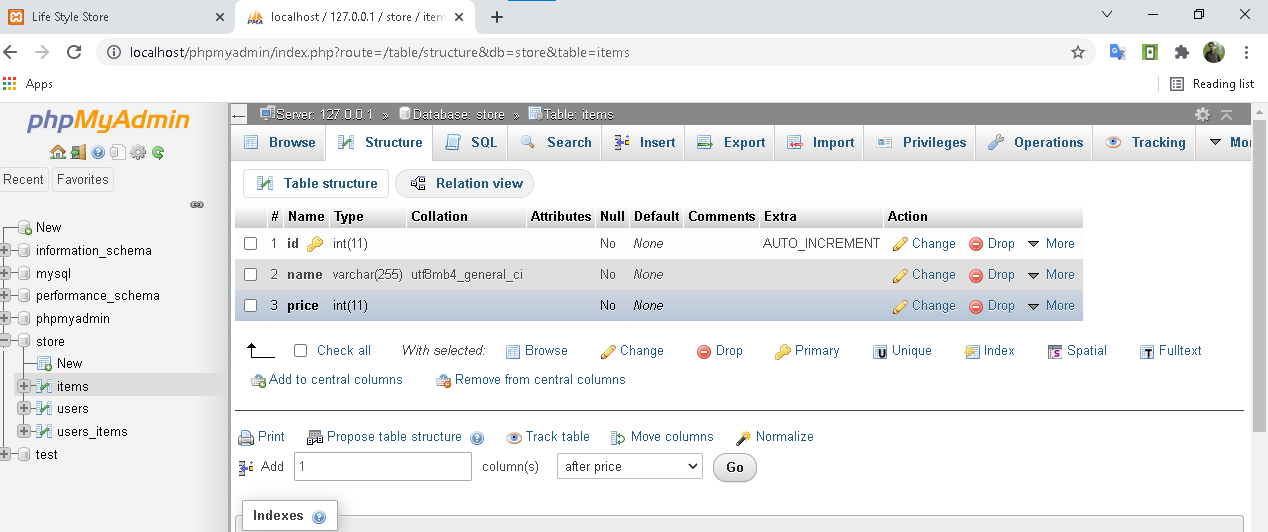 Life Style Store
localhost / 127.0.0.1 / store / item
localhost/phpmyadmin/index.php?route=/table/structure&db=store&table=items
Apps
Reading list
phpMyAdmin
Recent Favorites
New
information_schema
mysql
performance_schema
phpmyadmin
store
New
items
users
users_items
test
Server: 127.0.0.1 » Database: store » Table: items
Browse Structure SQL Search Insert Export Import Privileges Operations Tracking Mo
Table structure Relation view
# Name Type Collation Attributes Null Default Comments Extra Action
1 id int(11) No None AUTO_INCREMENT Change Drop More
2 name varchar(255) utf8mb4_general_ci No None Change Drop More
3 price int(11) No None Change Drop More
Check all With selected: Browse Change Drop Primary Unique Index Spatial Fulltext
Add to central columns Remove from central columns
Print Propose table structure Track table Move columns Normalize
Add 1 column(s) after price Go
Indexes